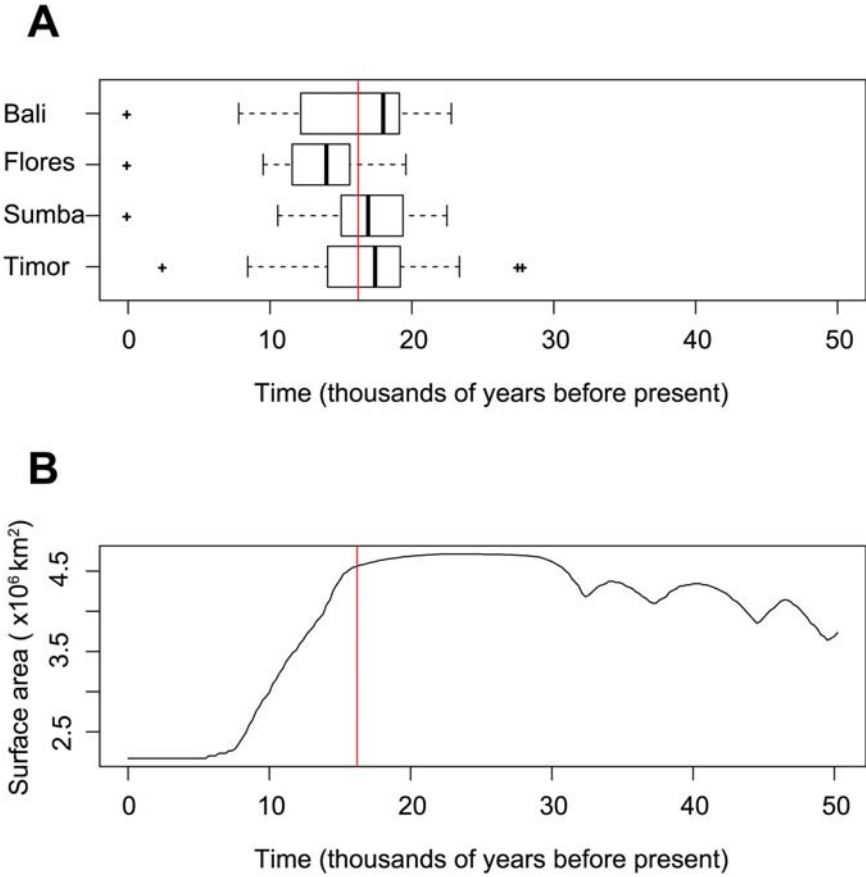 A
Bali
Flores
Sumba
Timor
0 10 20 30 40 50
Time (thousands of years before present)
B
Surface area ( x10⁶ km²)
4.5
3.5
2.5
0 10 20 30 40 50
Time (thousands of years before present)